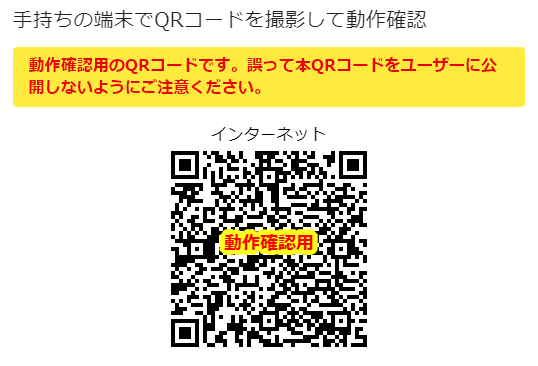 手持ちの端末でQRコードを撮影して動作確認
動作確認用のQRコードです。誤って本QRコードをユーザーに公
開しないようにご注意ください。
インターネット
動作確認用